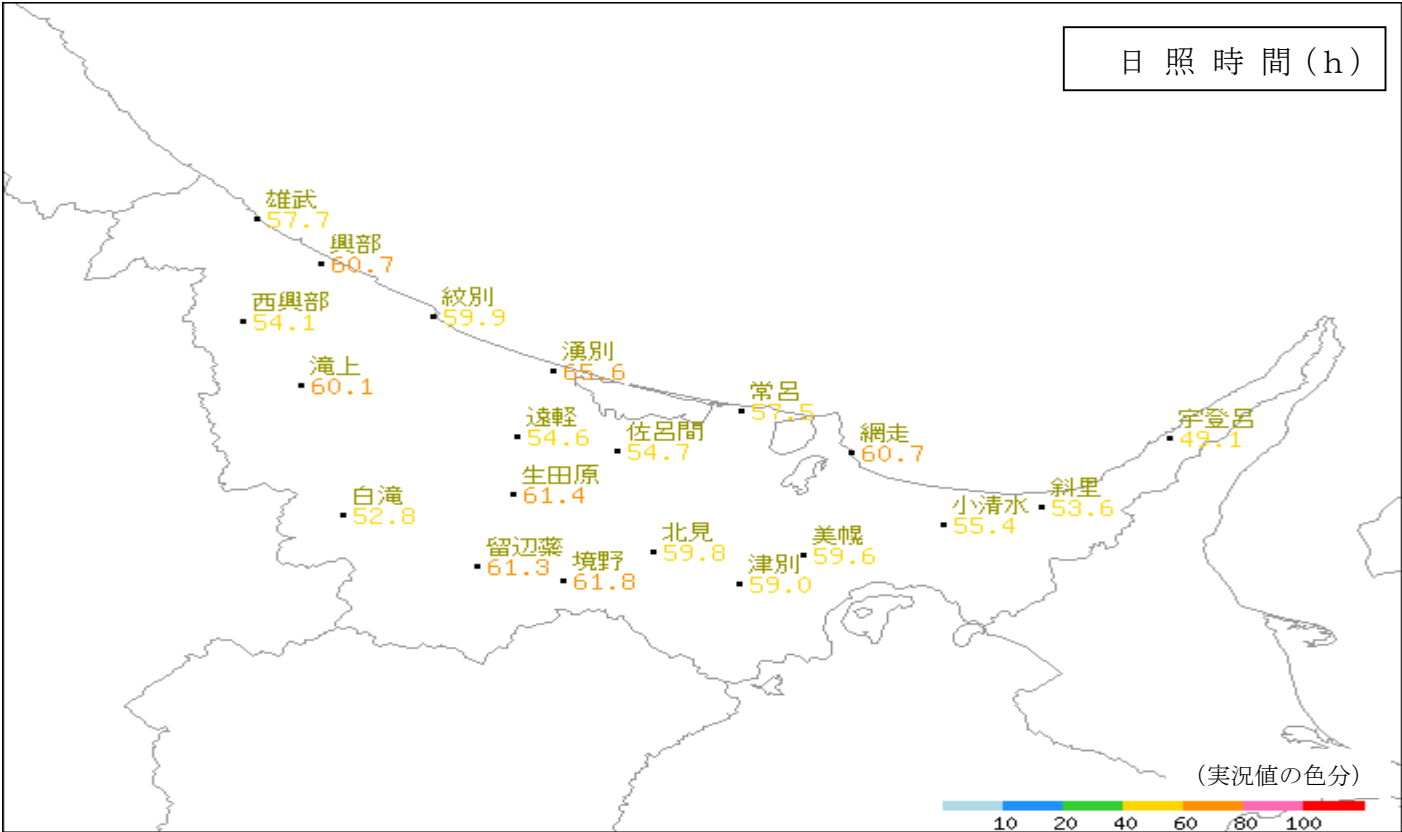 日照時間(h)
雄武
57.7
興部
60.7
西興部
54.1
紋別
59.9
滝上
60.1
湧別
65.6
常呂
57.5
遠軽
54.6
佐呂間
54.7
網走
60.7
宇登呂
49.1
生田原
61.4
白滝
52.8
斜里
53.6
小清水
55.4
北見
59.8
美幌
59.6
留辺蘂
61.3
境野
61.8
津別
59.0
(実況値の色分)
10 20 40 60 80 100